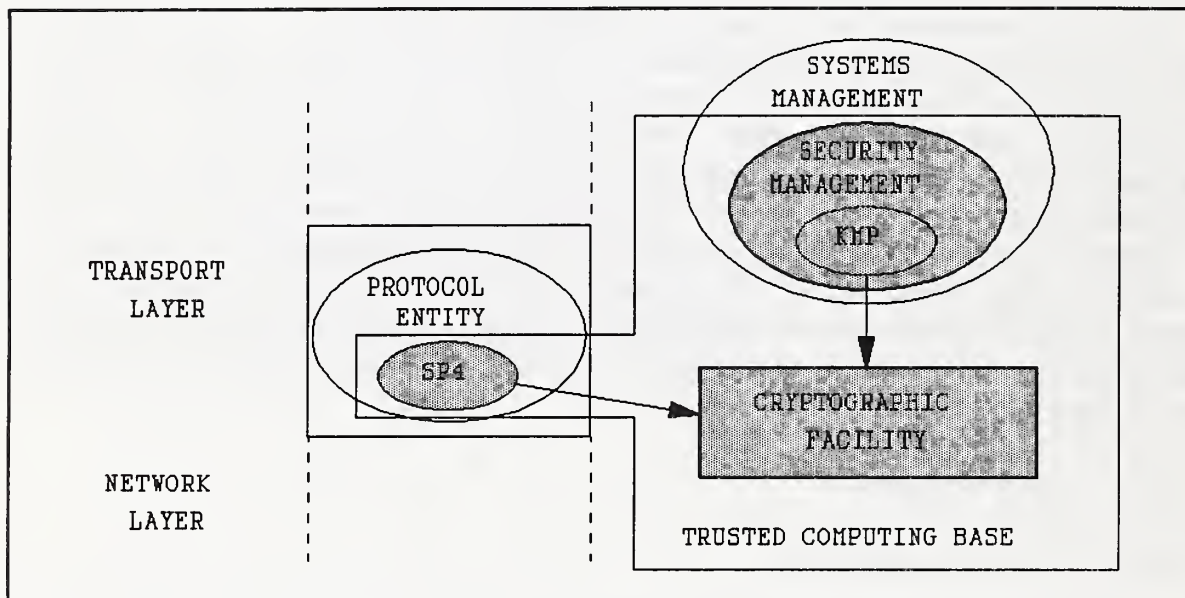 SYSTEMS
MANAGEMENT
SECURITY
MANAGEMENT
KMP
TRANSPORT
LAYER
PROTOCOL
ENTITY
SP4
CRYPTOGRAPHIC
FACILITY
NETWORK
LAYER
TRUSTED COMPUTING BASE